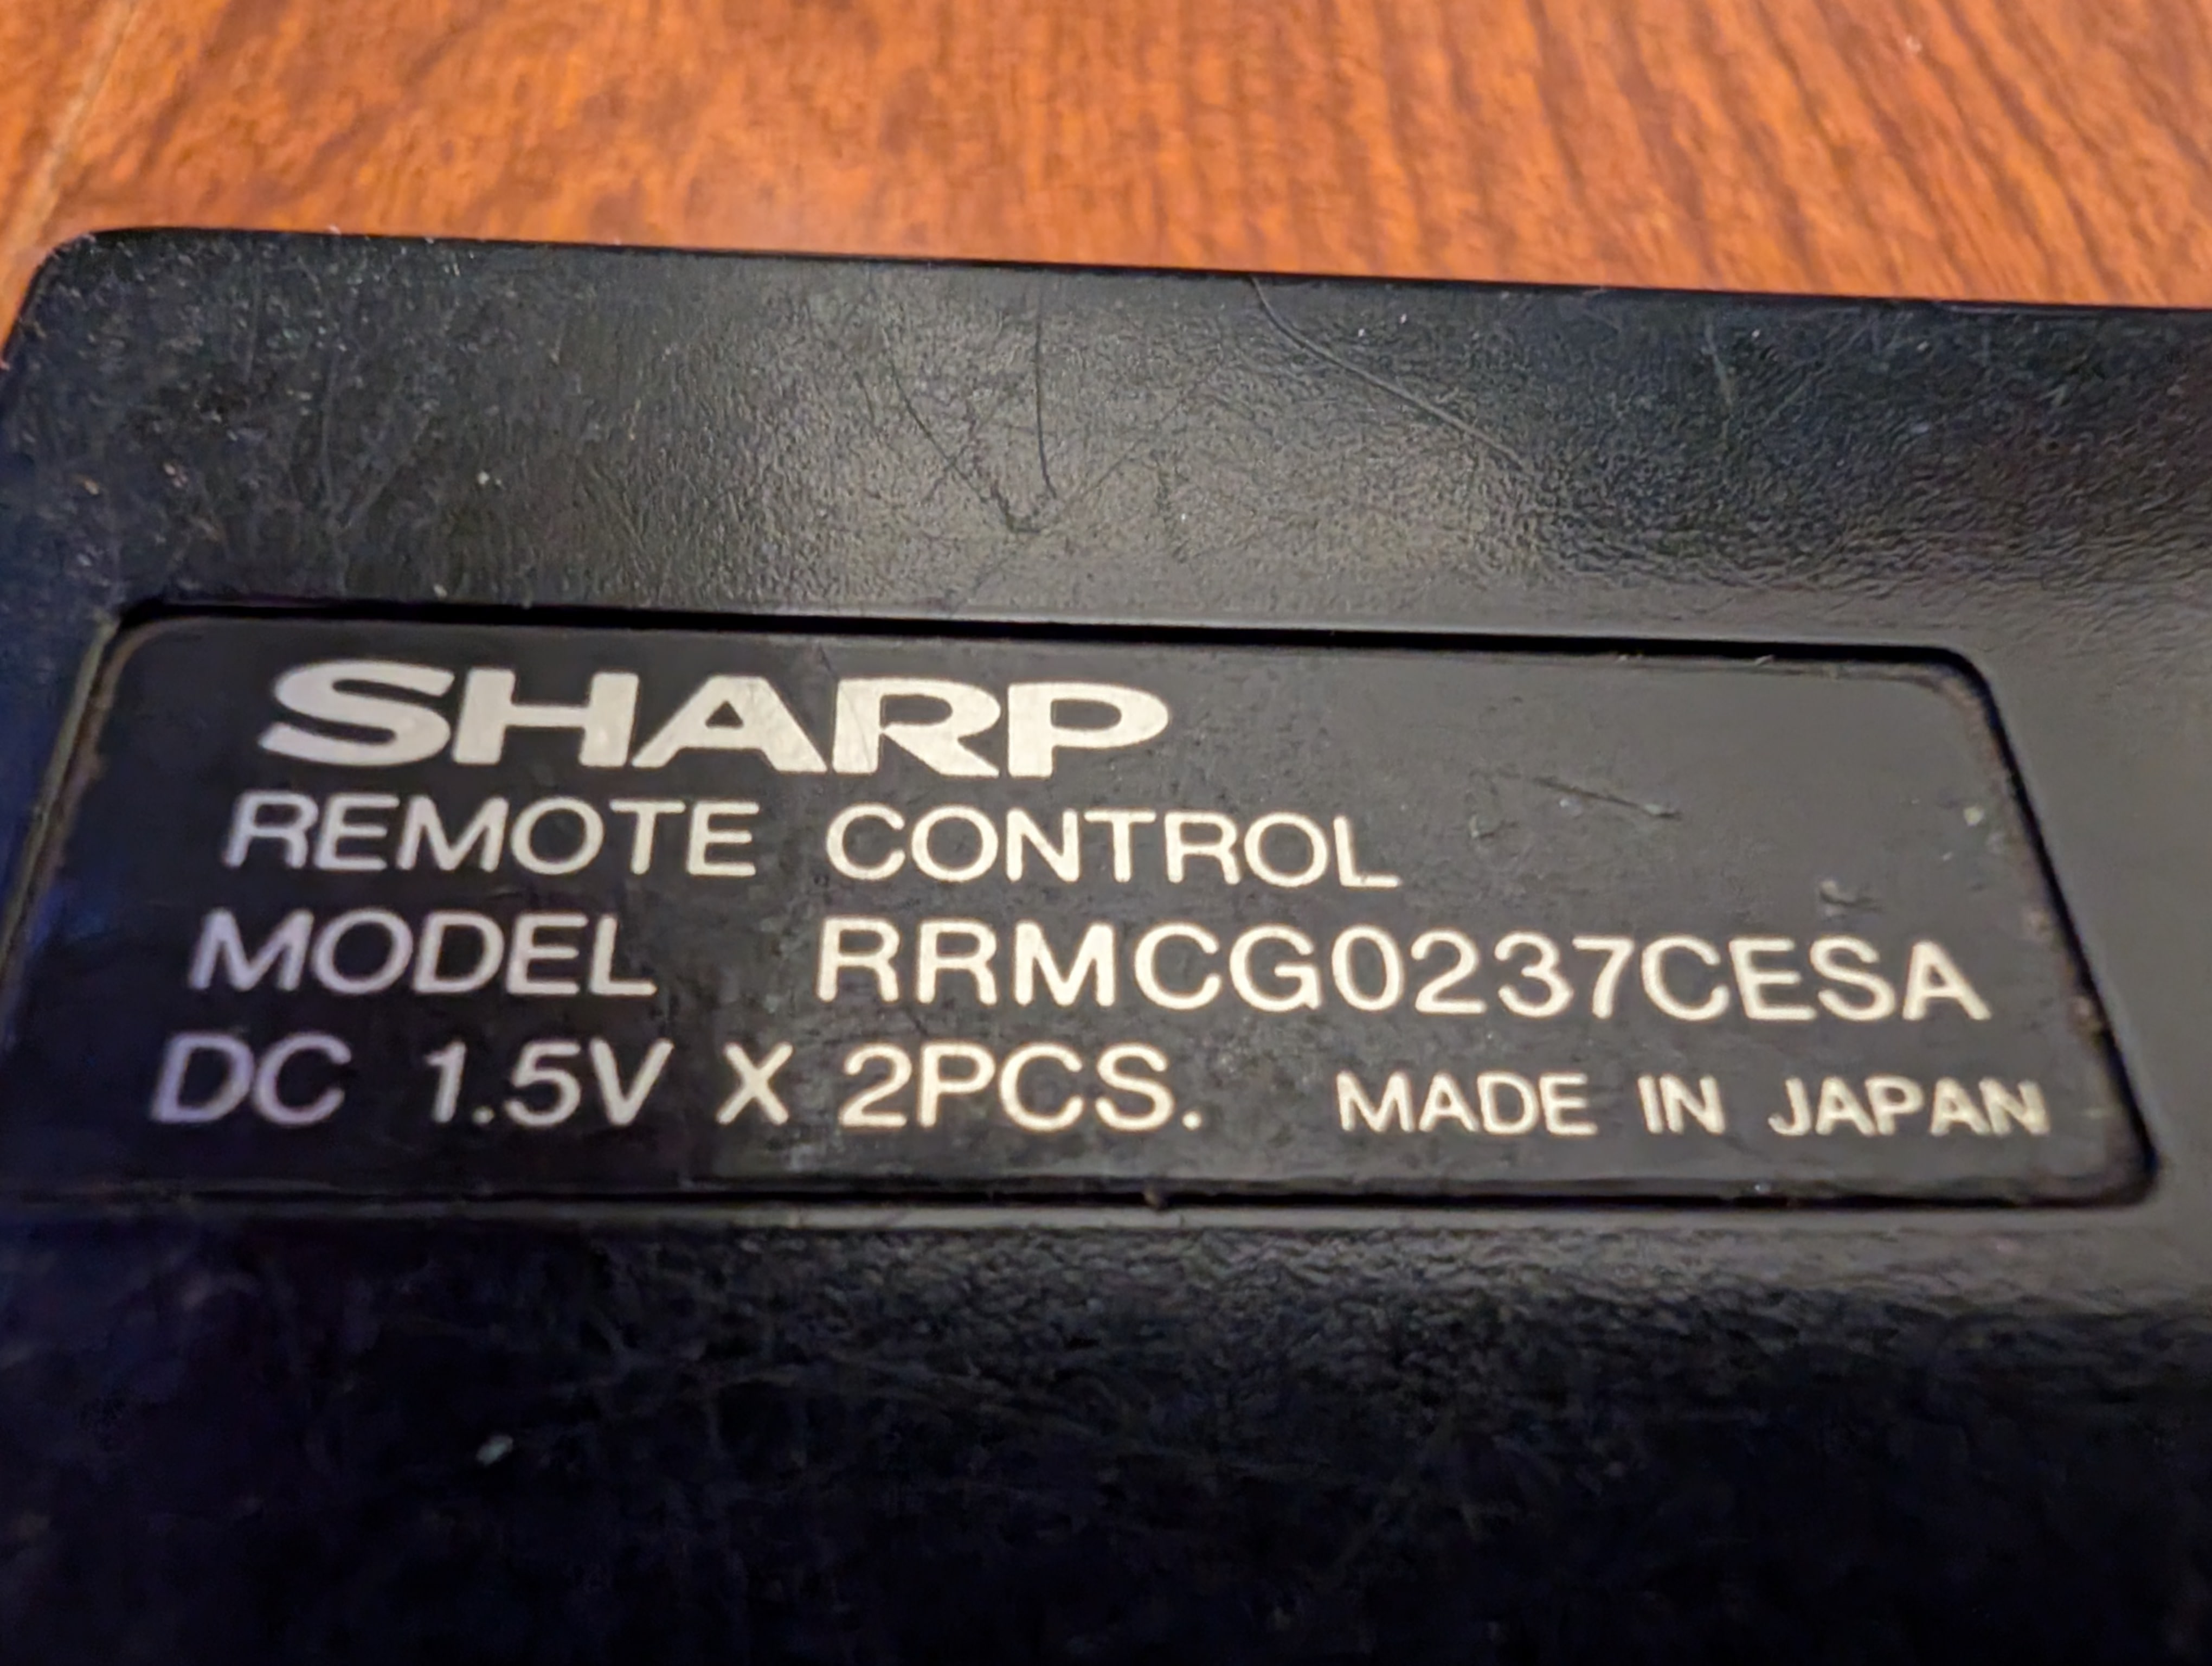 SHARP
REMOTE CONTROL
MODEL RRMCG0237CESA
DC 1.5V X 2PCS. MADE IN JAPAN